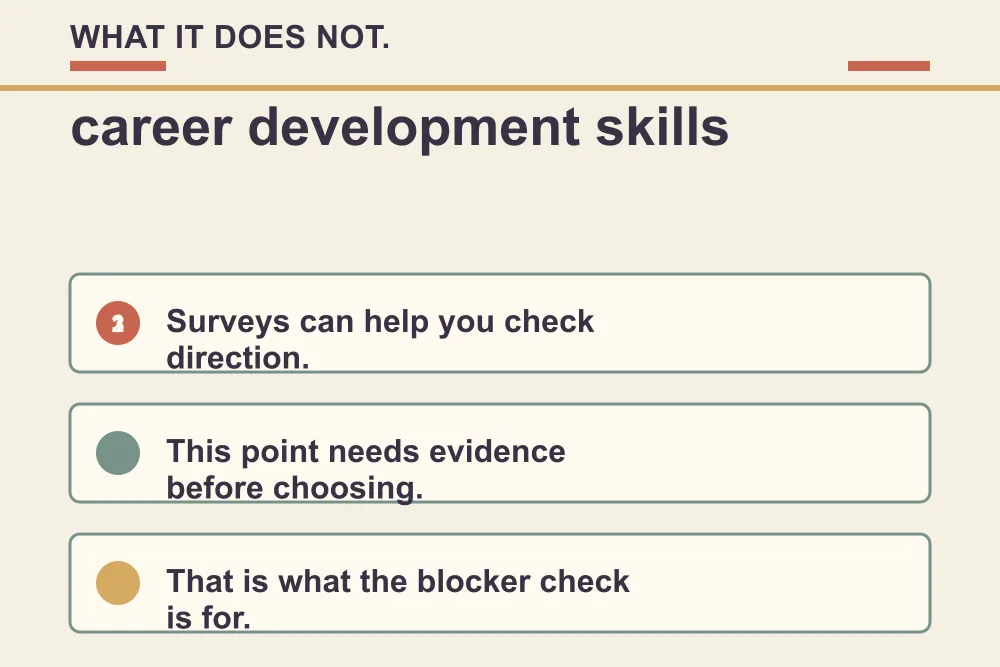 WHAT IT DOES NOT.
career development skills
Surveys can help you check
direction.
This point needs evidence
before choosing.
That is what the blocker check
is for.